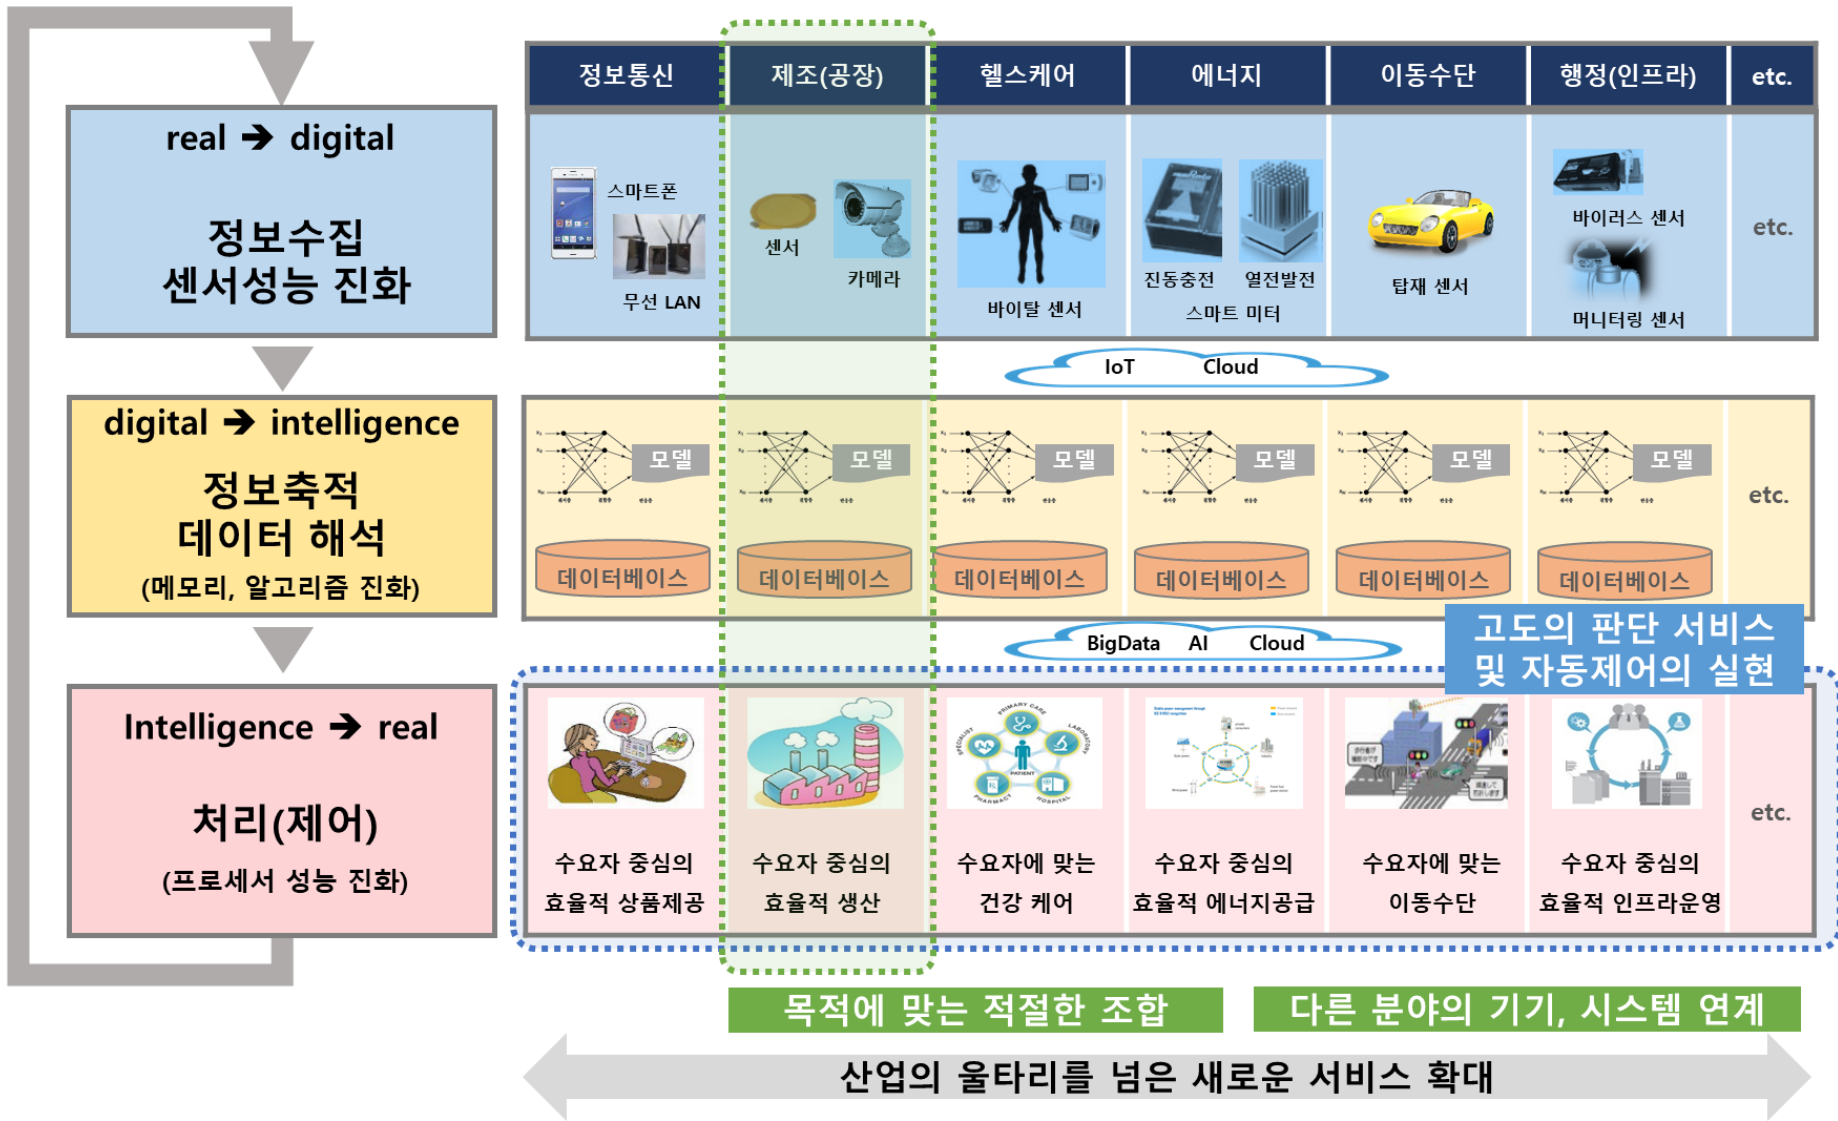 정보통신
제조(공장)
헬스케어
에너지
이동수단
행정(인프라)
etc.
real ➔ digital
정보수집
센서성능 진화
스마트폰
무선 LAN
센서
카메라
바이탈 센서
진동충전
열전발전
스마트 미터
탑재 센서
바이러스 센서
머니터링 센서
etc.
IoT
Cloud
digital ➔ intelligence
정보축적
데이터 해석
(메모리, 알고리즘 진화)
모델
모델
모델
모델
모델
모델
데이터베이스
데이터베이스
데이터베이스
데이터베이스
데이터베이스
데이터베이스
etc.
BigData
AI
Cloud
고도의 판단 서비스
및 자동제어의 실현
Intelligence ➔ real
처리(제어)
(프로세서 성능 진화)
PRIMARY CARE
SPECIALIST
LABORATORY
PATIENT
PHARMACY
HOSPITAL
수요자 중심의
효율적 상품제공
수요자 중심의
효율적 생산
수요자에 맞는
건강 케어
수요자 중심의
효율적 에너지공급
수요자에 맞는
이동수단
수요자 중심의
효율적 인프라운영
etc.
목적에 맞는 적절한 조합
다른 분야의 기기, 시스템 연계
산업의 울타리를 넘은 새로운 서비스 확대